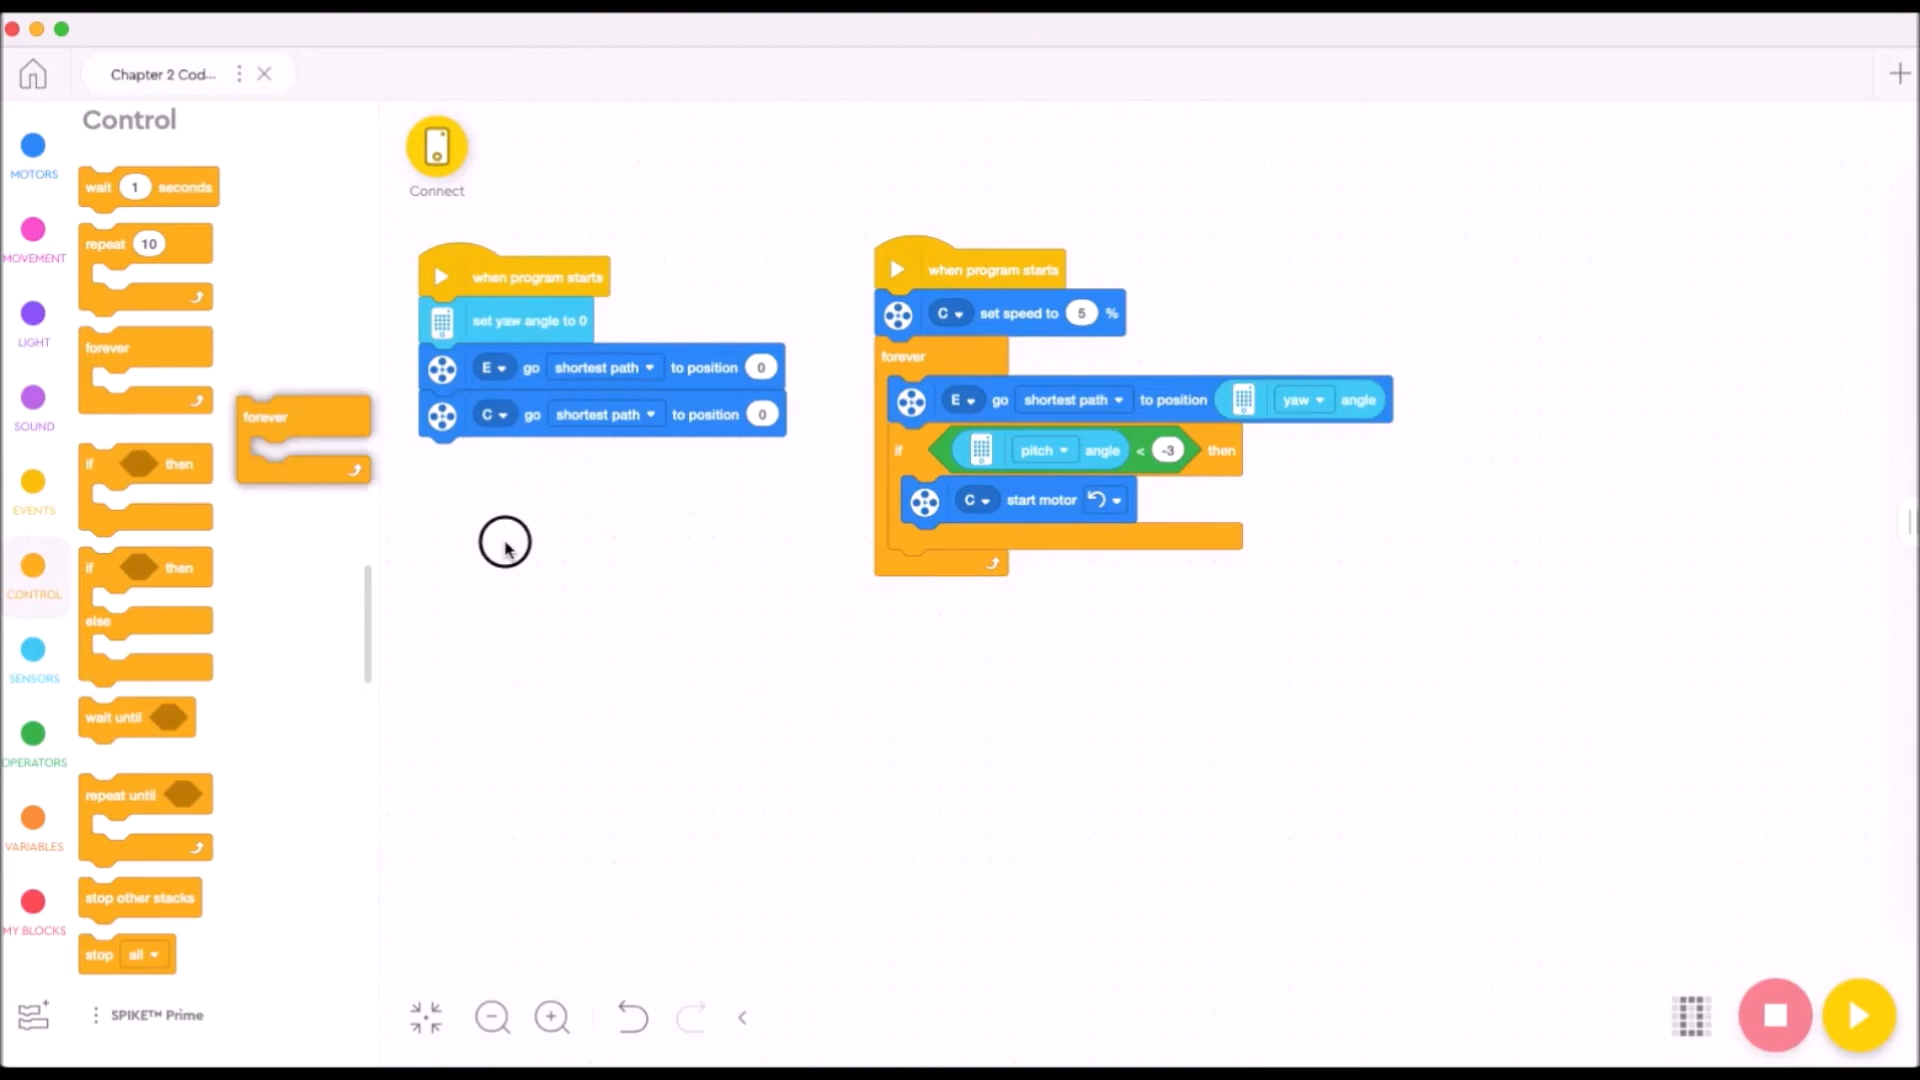 Chapter 2 Cod...
Control
MOTORS
MOVEMENT
LIGHT
SOUND
EVENTS
CONTROL
SENSORS
OPERATORS
VARIABLES
MY BLOCKS
wait 1 seconds
repeat 10
forever
if then
if then
else
wait until
repeat until
stop other stacks
stop all
forever
Connect
when program starts
set yaw angle to 0
E go shortest path to position 0
C go shortest path to position 0
when program starts
C set speed to 5 %
forever
E go shortest path to position yaw angle
if pitch angle < -3 then
C start motor
SPIKE™ Prime